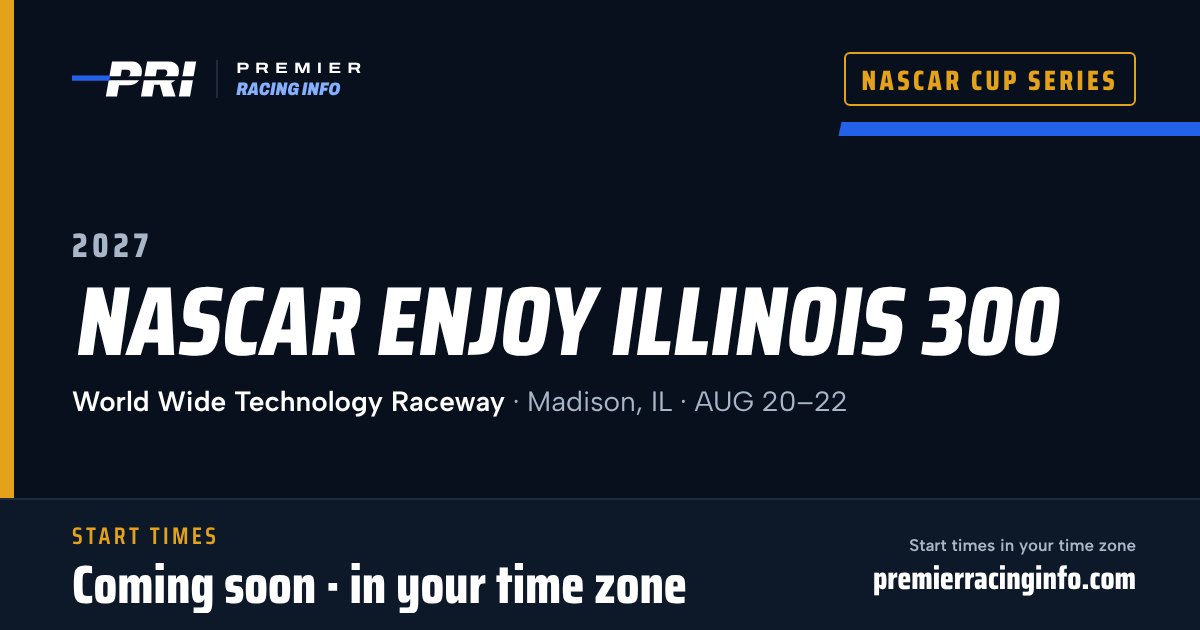 PRI
PREMIER
RACING INFO
NASCAR CUP SERIES
2027
NASCAR ENJOY ILLINOIS 300
World Wide Technology Raceway · Madison, IL · AUG 20–22
START TIMES
Coming soon · in your time zone
Start times in your time zone
premierracinginfo.com